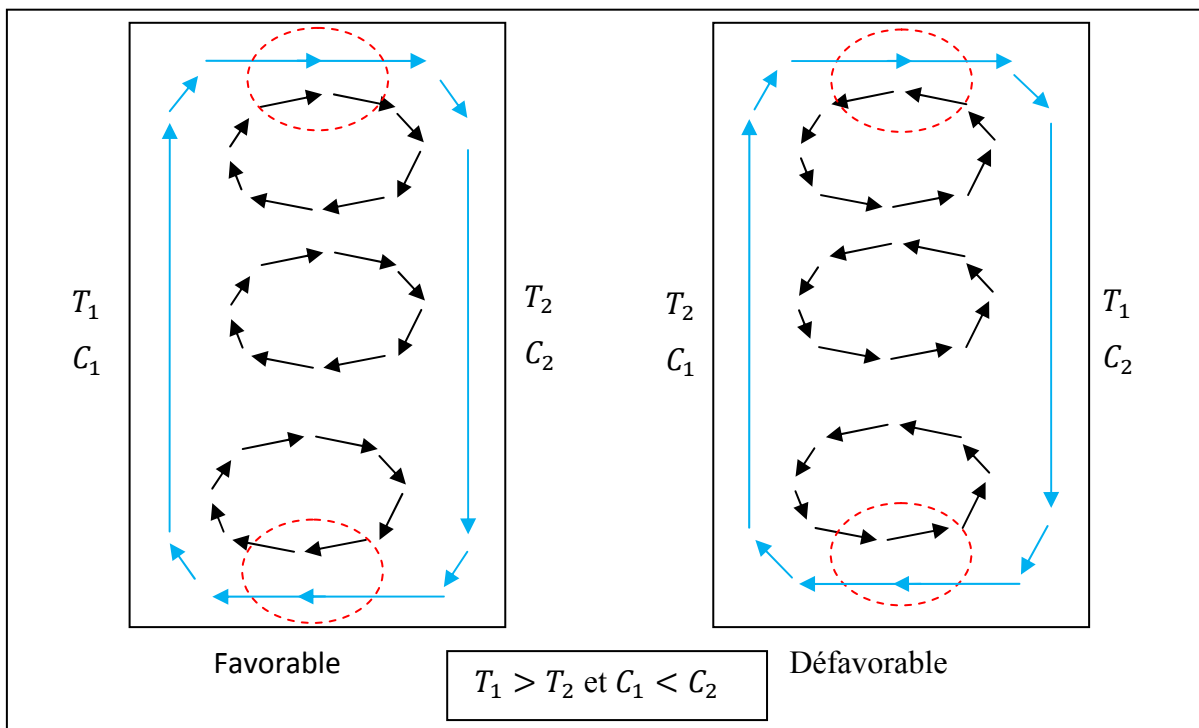 T₁
C₁
T₂
C₂
T₂
C₁
T₁
C₂
Favorable
Défavorable
T₁ > T₂ et C₁ < C₂